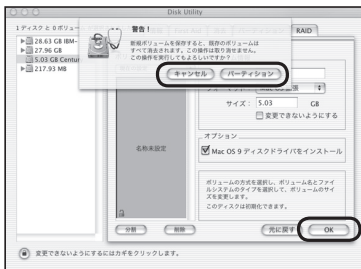 Disk Utility
1 ディスク と 0 ボリュー
28.63 GB IBM-
27.96 GB
5.03 GB Centur
217.93 MB
警告！
新規ボリュームを保存すると、既存のボリュームは
すべて消去されます。この操作は取り消せません。
この操作を実行してもよろしいですか？
キャンセル
パーティション
RAID
サイズ：
5.03
GB
変更できないようにする
オプション
Mac OS 9 ディスクドライバをインストール
名称未設定
ボリュームの方式を選択し、ボリューム名とファイ
ルシステムのタイプを選択して、ボリュームのサイ
ズを変更します。
このディスクは初期化できます。
分割
削除
元に戻す
OK
変更できないようにするにはカギをクリックします。